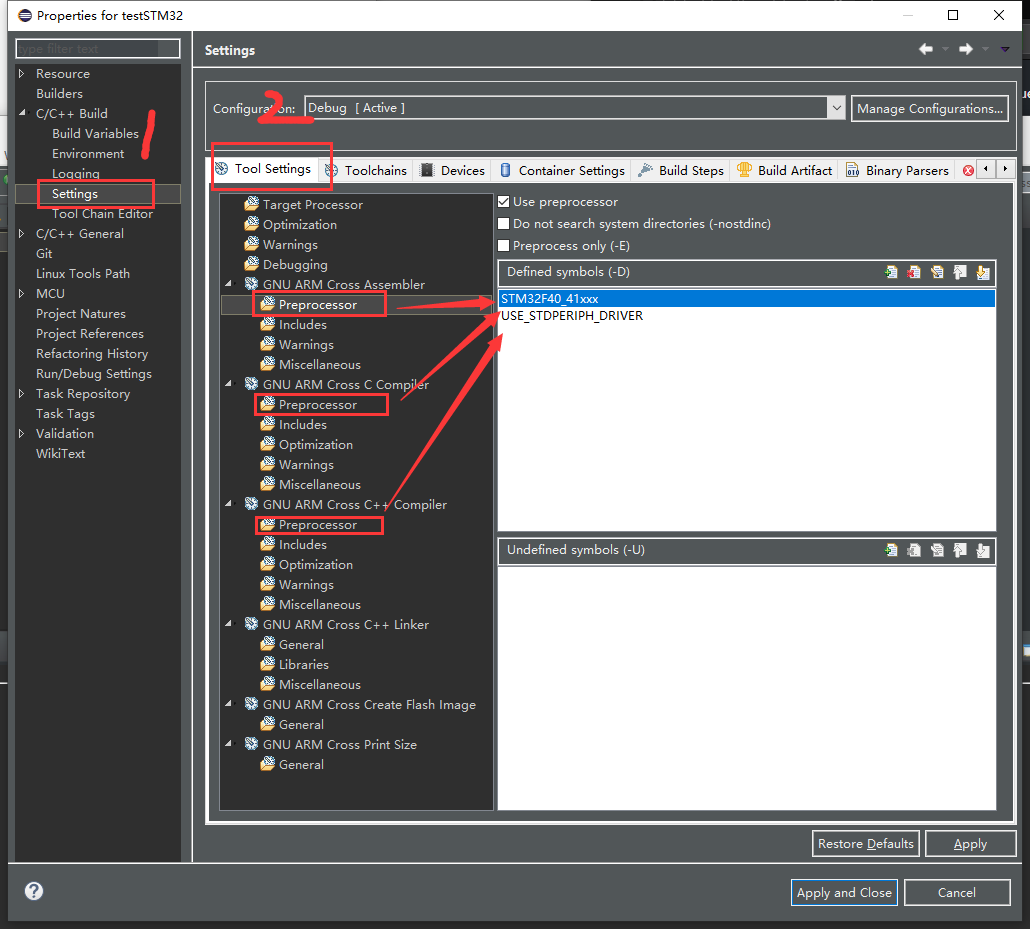 Properties for testSTM32
type filter text
Resource
Builders
C/C++ Build
Build Variables
Environment
Logging
Settings
Tool Chain Editor
C/C++ General
Git
Linux Tools Path
MCU
Project Natures
Project References
Refactoring History
Run/Debug Settings
Task Repository
Task Tags
Validation
WikiText
1
Settings
2
Configuration:
Debug [ Active ]
Manage Configurations...
Tool Settings
Toolchains
Devices
Container Settings
Build Steps
Build Artifact
Binary Parsers
Target Processor
Optimization
Warnings
Debugging
GNU ARM Cross Assembler
Preprocessor
Includes
Warnings
Miscellaneous
GNU ARM Cross C Compiler
Preprocessor
Includes
Optimization
Warnings
Miscellaneous
GNU ARM Cross C++ Compiler
Preprocessor
Includes
Optimization
Warnings
Miscellaneous
GNU ARM Cross C++ Linker
General
Libraries
Miscellaneous
GNU ARM Cross Create Flash Image
General
GNU ARM Cross Print Size
General
Use preprocessor
Do not search system directories (-nostdinc)
Preprocess only (-E)
Defined symbols (-D)
STM32F40_41xxx
USE_STDPERIPH_DRIVER
Undefined symbols (-U)
Restore Defaults
Apply
Apply and Close
Cancel